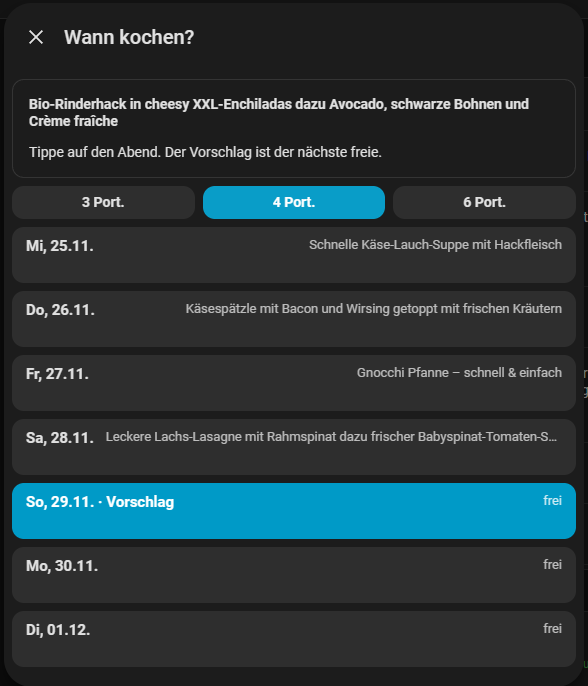 Wann kochen?
Bio-Rinderhack in cheesy XXL-Enchiladas dazu Avocado, schwarze Bohnen und
Crème fraîche
Tippe auf den Abend. Der Vorschlag ist der nächste freie.
3 Port. 4 Port. 6 Port.
Mi, 25.11. Schnelle Käse-Lauch-Suppe mit Hackfleisch
Do, 26.11. Käsespätzle mit Bacon und Wirsing getoppt mit frischen Kräutern
Fr, 27.11. Gnocchi Pfanne – schnell & einfach
Sa, 28.11. Leckere Lachs-Lasagne mit Rahmspinat dazu frischer Babyspinat-Tomaten-S...
So, 29.11. · Vorschlag frei
Mo, 30.11. frei
Di, 01.12. frei